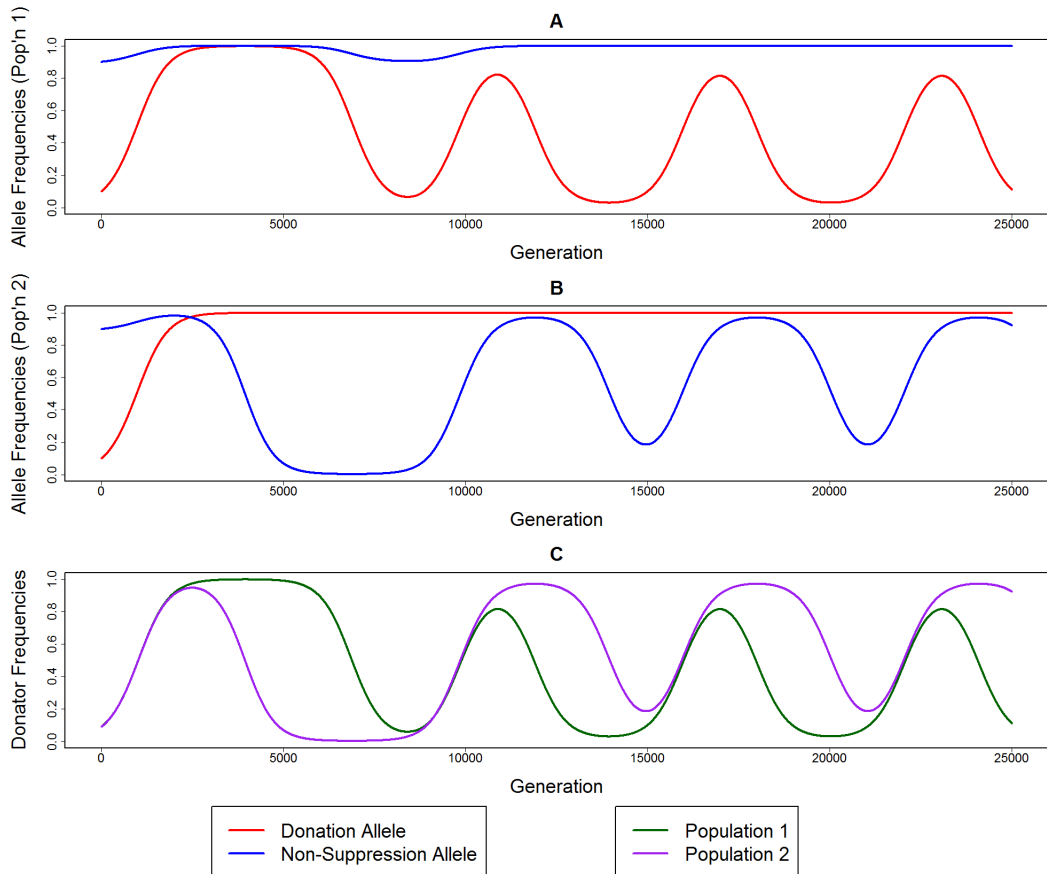 A
Allele Frequencies (Pop'n 1)
1.0
0.8
0.6
0.4
0.2
0.0
0 5000 10000 15000 20000 25000
Generation
B
Allele Frequencies (Pop'n 2)
1.0
0.8
0.6
0.4
0.2
0.0
0 5000 10000 15000 20000 25000
Generation
C
Donator Frequencies
1.0
0.8
0.6
0.4
0.2
0.0
0 5000 10000 15000 20000 25000
Generation
Donation Allele
Non-Suppression Allele
Population 1
Population 2